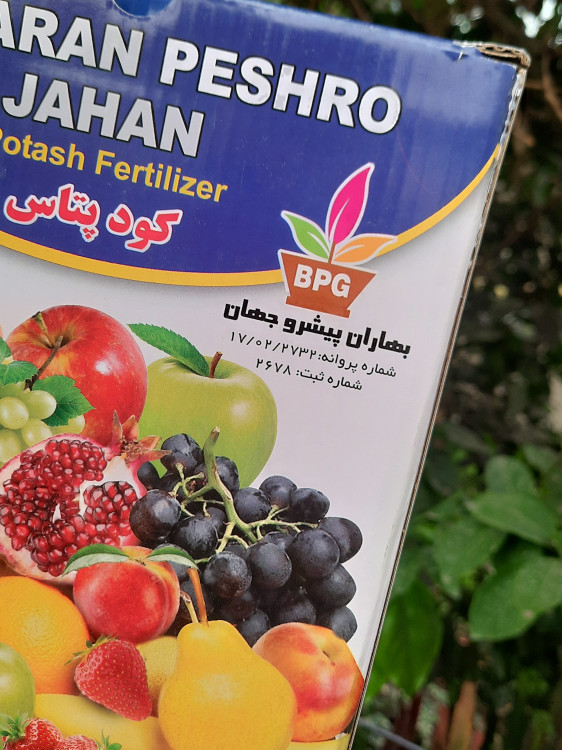 ARAN PESHRO
JAHAN
Potash Fertilizer
کود پتاس
BPG
بهاران پیشرو جهان
شماره پروانه: ۱۷/۰۲/۲۷۳۲
شماره ثبت: ۲۶۷۸